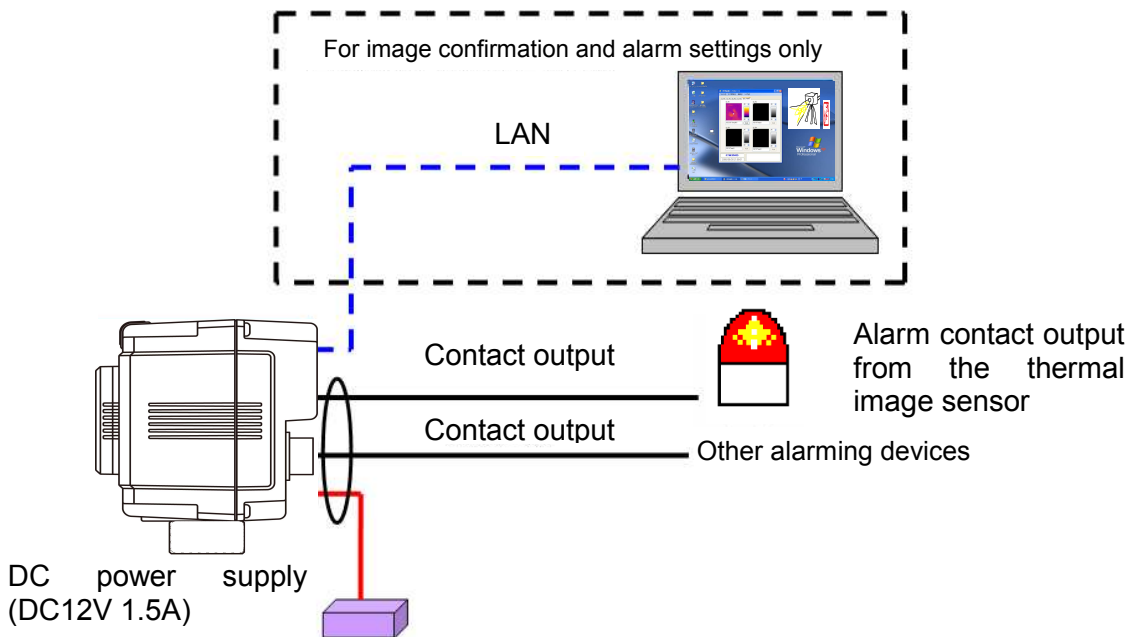 For image confirmation and alarm settings only
LAN
Windows
Contact output
Alarm contact output
from the thermal
image sensor
Contact output
Other alarming devices
DC power supply
(DC12V 1.5A)